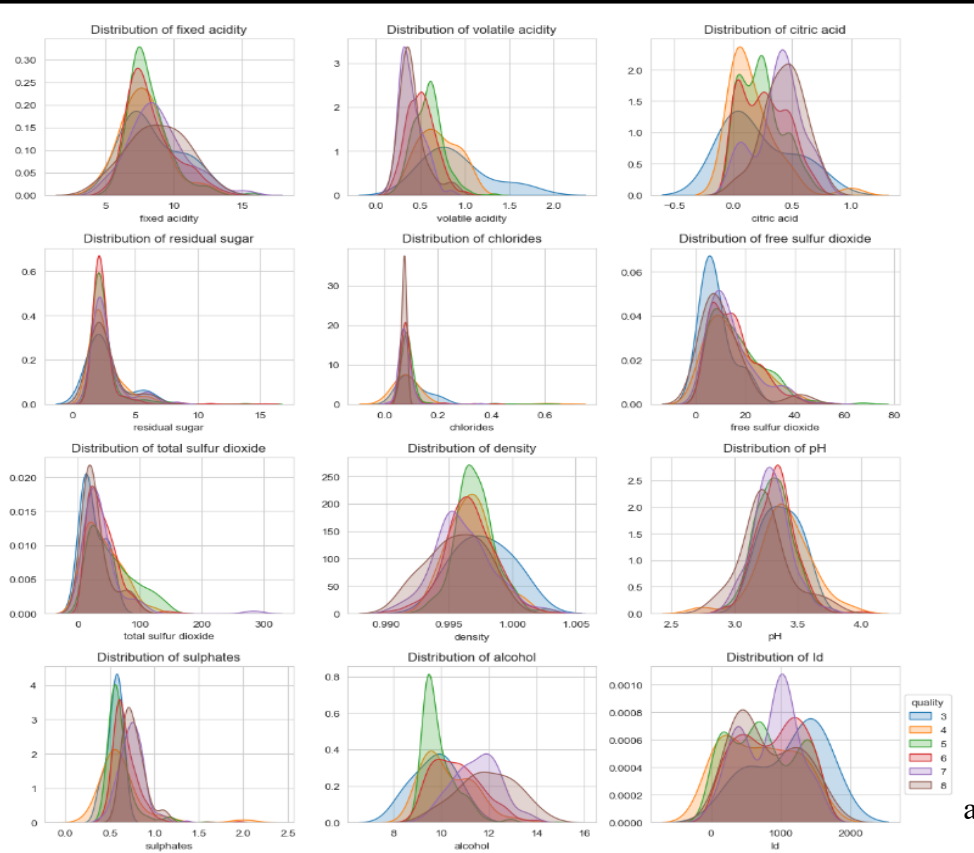 Distribution of fixed acidity
0.30
0.25
0.20
0.15
0.10
0.05
0.00
5 10 15
fixed acidity
Distribution of volatile acidity
3
2
1
0
0.0 0.5 1.0 1.5 2.0
volatile acidity
Distribution of citric acid
2.0
1.5
1.0
0.5
0.0
−0.5 0.0 0.5 1.0
citric acid
Distribution of residual sugar
0.6
0.4
0.2
0.0
0 5 10 15
residual sugar
Distribution of chlorides
30
20
10
0
0.0 0.2 0.4 0.6
chlorides
Distribution of free sulfur dioxide
0.06
0.04
0.02
0.00
0 20 40 60 80
free sulfur dioxide
Distribution of total sulfur dioxide
0.020
0.015
0.010
0.005
0.000
0 100 200 300
total sulfur dioxide
Distribution of density
250
200
150
100
50
0
0.990 0.995 1.000 1.005
density
Distribution of pH
2.5
2.0
1.5
1.0
0.5
0.0
2.5 3.0 3.5 4.0
pH
Distribution of sulphates
4
3
2
1
0
0.0 0.5 1.0 1.5 2.0 2.5
sulphates
Distribution of alcohol
0.8
0.6
0.4
0.2
0.0
8 10 12 14 16
alcohol
Distribution of Id
0.0010
0.0008
0.0006
0.0004
0.0002
0.0000
0 1000 2000
Id
quality
3
4
5
6
7
8
a